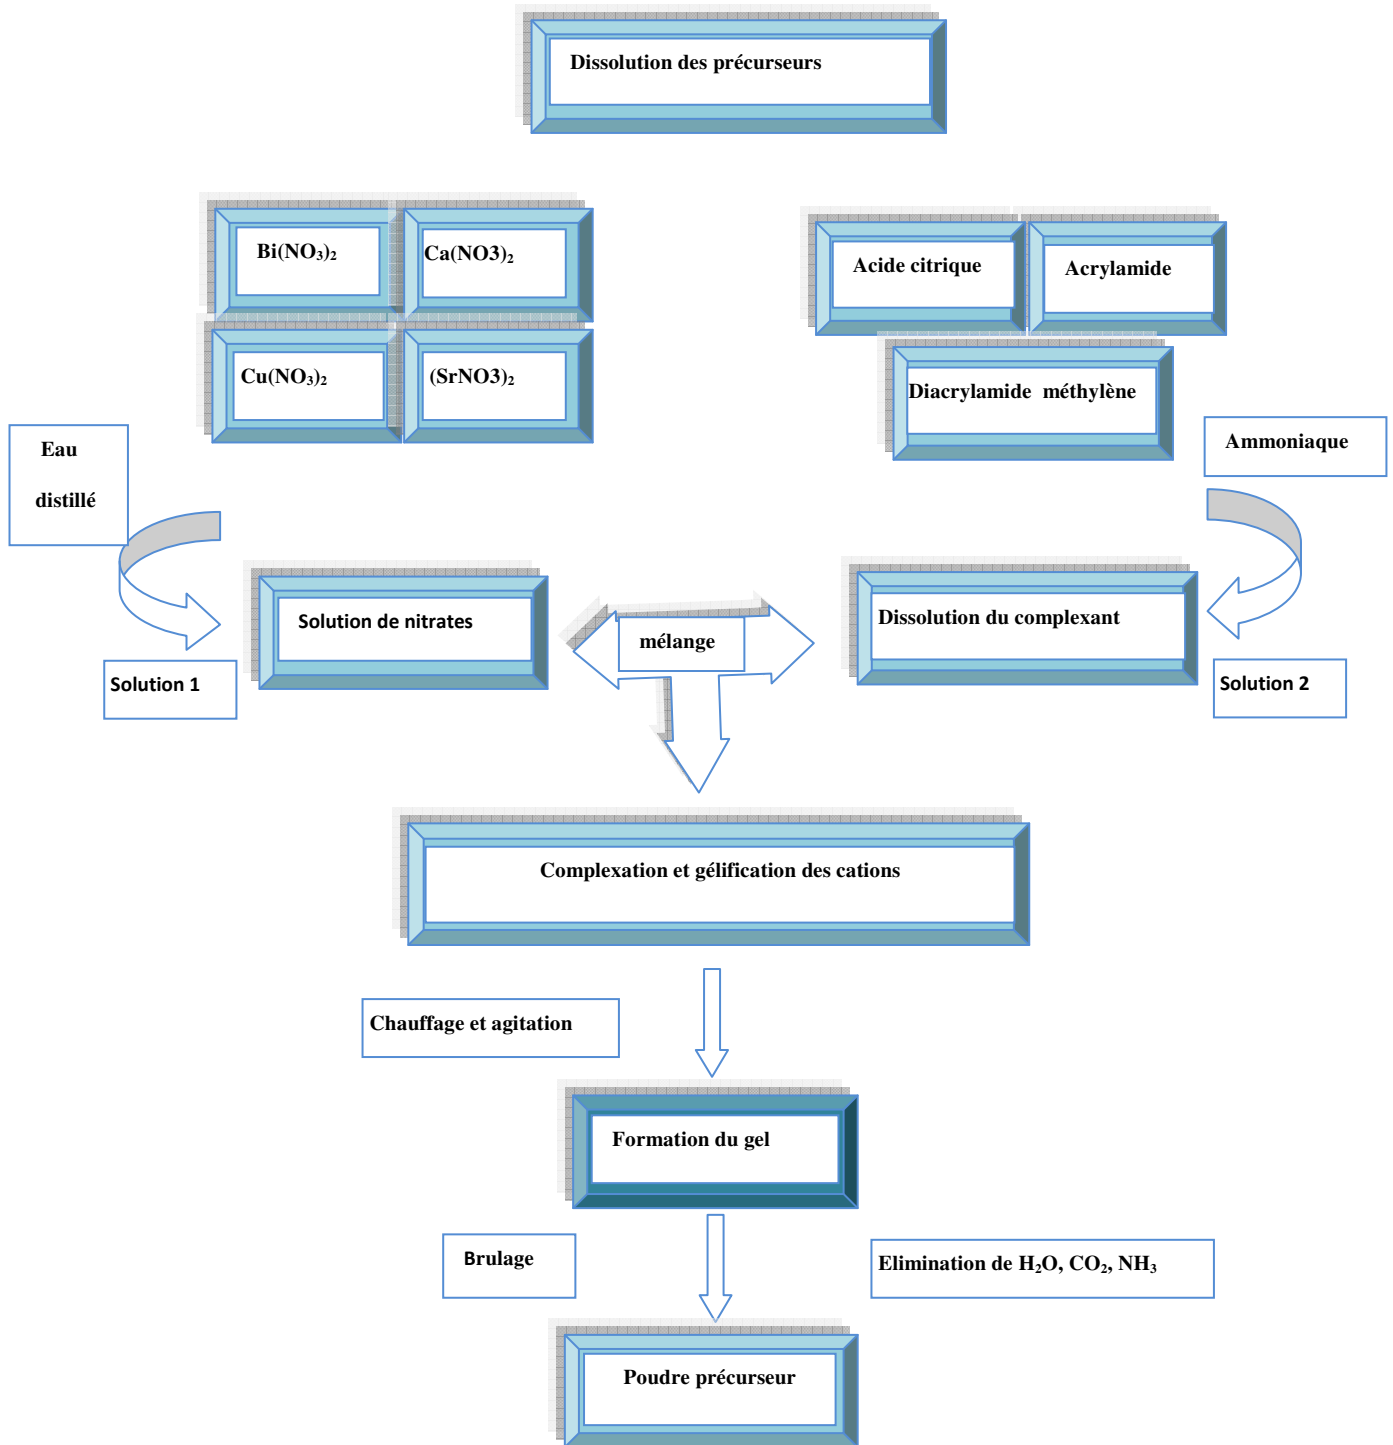 Dissolution des précurseurs
Bi(NO₃)₂
Ca(NO3)₂
Cu(NO₃)₂
(SrNO3)₂
Acide citrique
Acrylamide
Diacrylamide méthylène
Eau
distillé
Ammoniaque
Solution de nitrates
mélange
Dissolution du complexant
Solution 1
Solution 2
Complexation et gélification des cations
Chauffage et agitation
Formation du gel
Brulage
Elimination de H₂O, CO₂, NH₃
Poudre précurseur